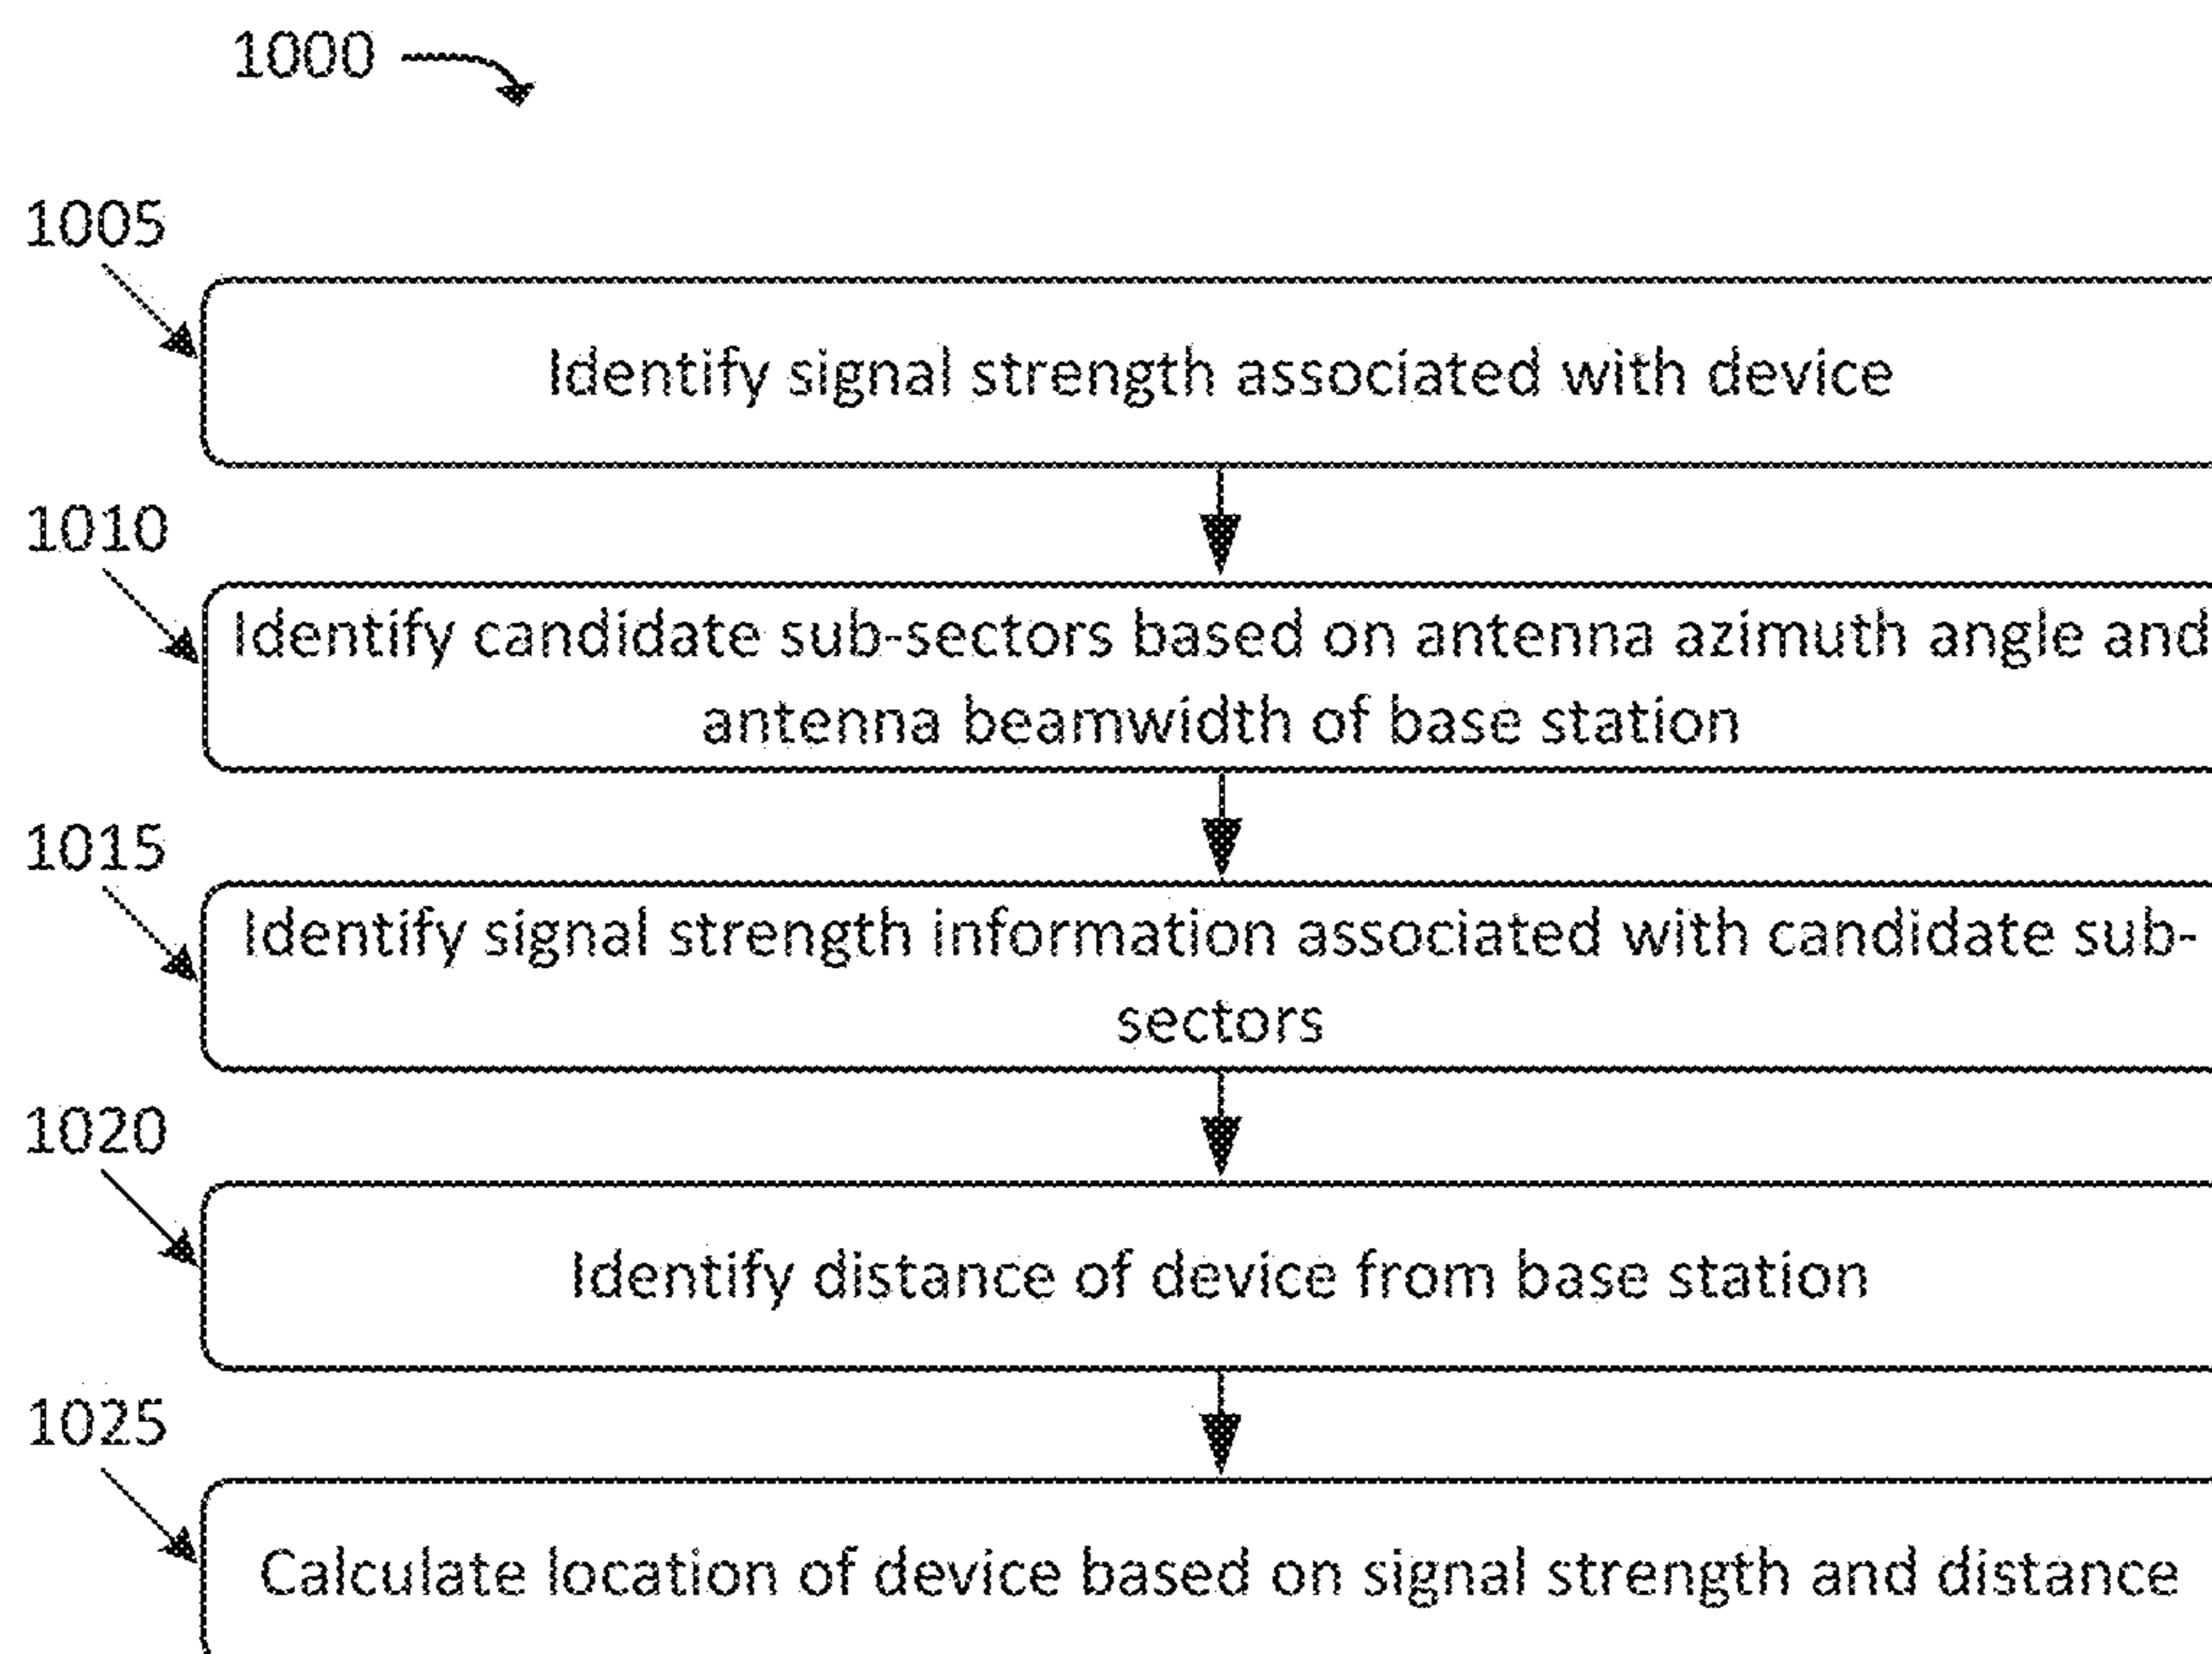 1000
1005
Identify signal strength associated with device
1010
Identify candidate sub-sectors based on antenna azimuth angle and
antenna beamwidth of base station
1015
Identify signal strength information associated with candidate sub-
sectors
1020
Identify distance of device from base station
1025
Calculate location of device based on signal strength and distance